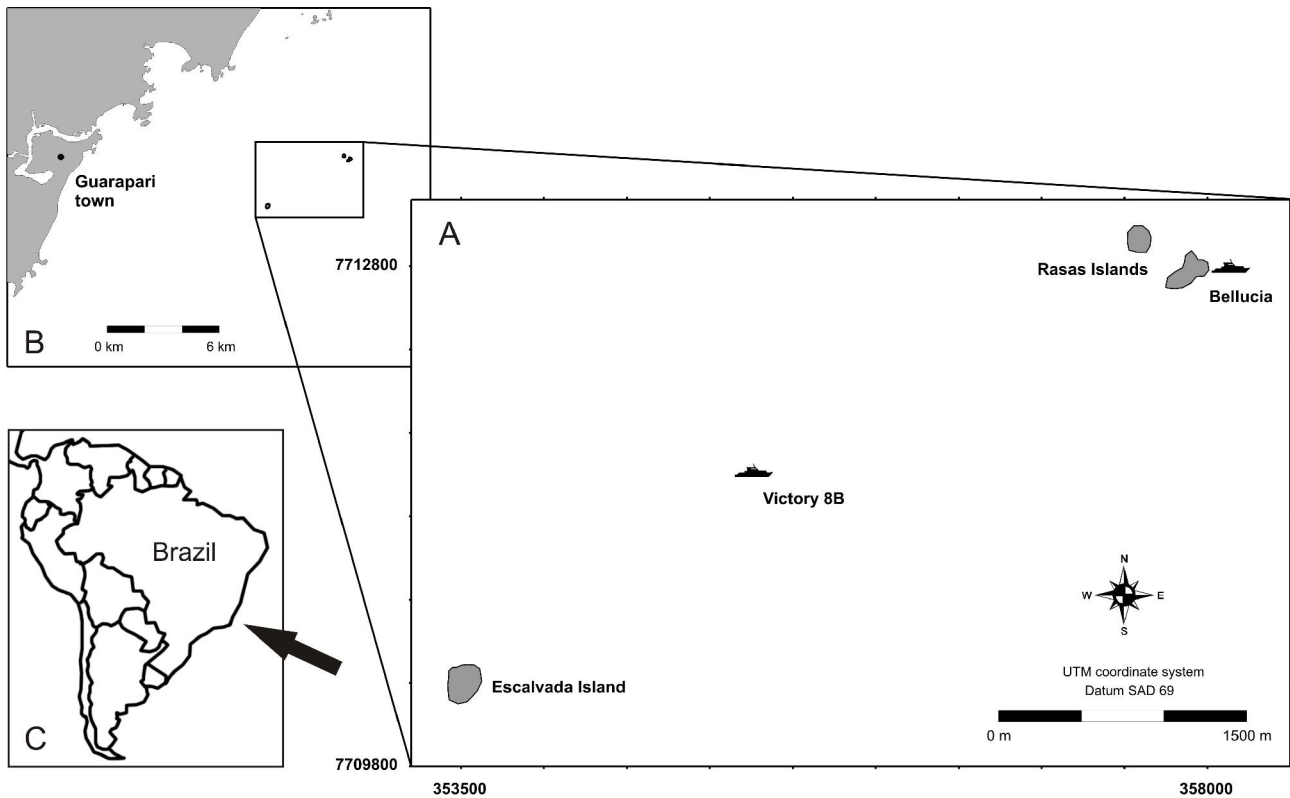 Guarapari
town
B
0 km
6 km
A
7712800
Rasas Islands
Bellucia
Victory 8B
N
W
E
S
Escalvada Island
UTM coordinate system
Datum SAD 69
0 m
1500 m
7709800
353500
358000
Brazil
C